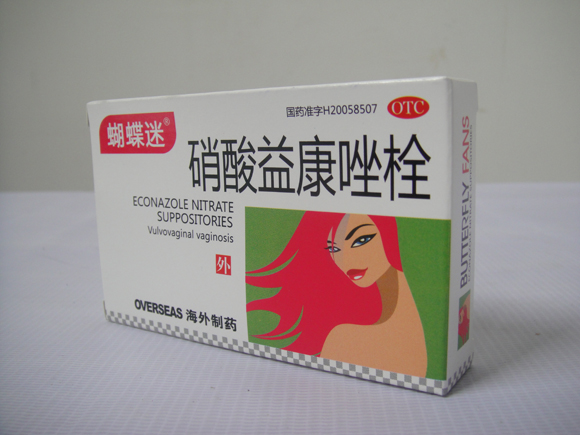 国药准字H20058507
OTC
蝴蝶迷®
硝酸益康唑栓
ECONAZOLE NITRATE
SUPPOSITORIES
Vulvovaginal vaginosis
外
OVERSEAS 海外制药
BUTTERFLY FANS